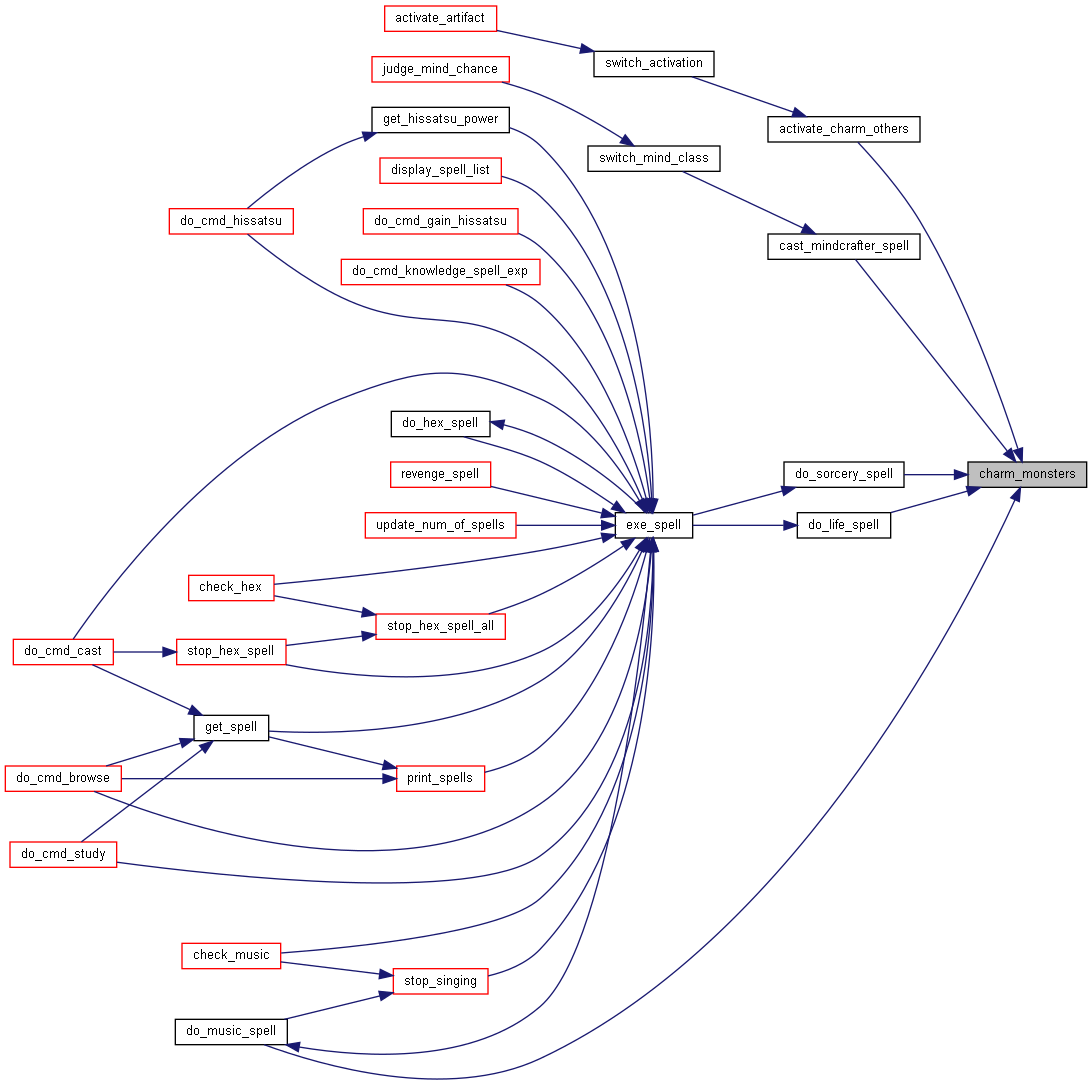 activate_artifact
switch_activation
judge_mind_chance
get_hissatsu_power
activate_charm_others
switch_mind_class
display_spell_list
do_cmd_hissatsu
do_cmd_gain_hissatsu
cast_mindcrafter_spell
do_cmd_knowledge_spell_exp
do_hex_spell
revenge_spell
do_sorcery_spell
charm_monsters
update_num_of_spells
exe_spell
do_life_spell
check_hex
stop_hex_spell_all
do_cmd_cast
stop_hex_spell
get_spell
do_cmd_browse
print_spells
do_cmd_study
check_music
stop_singing
do_music_spell